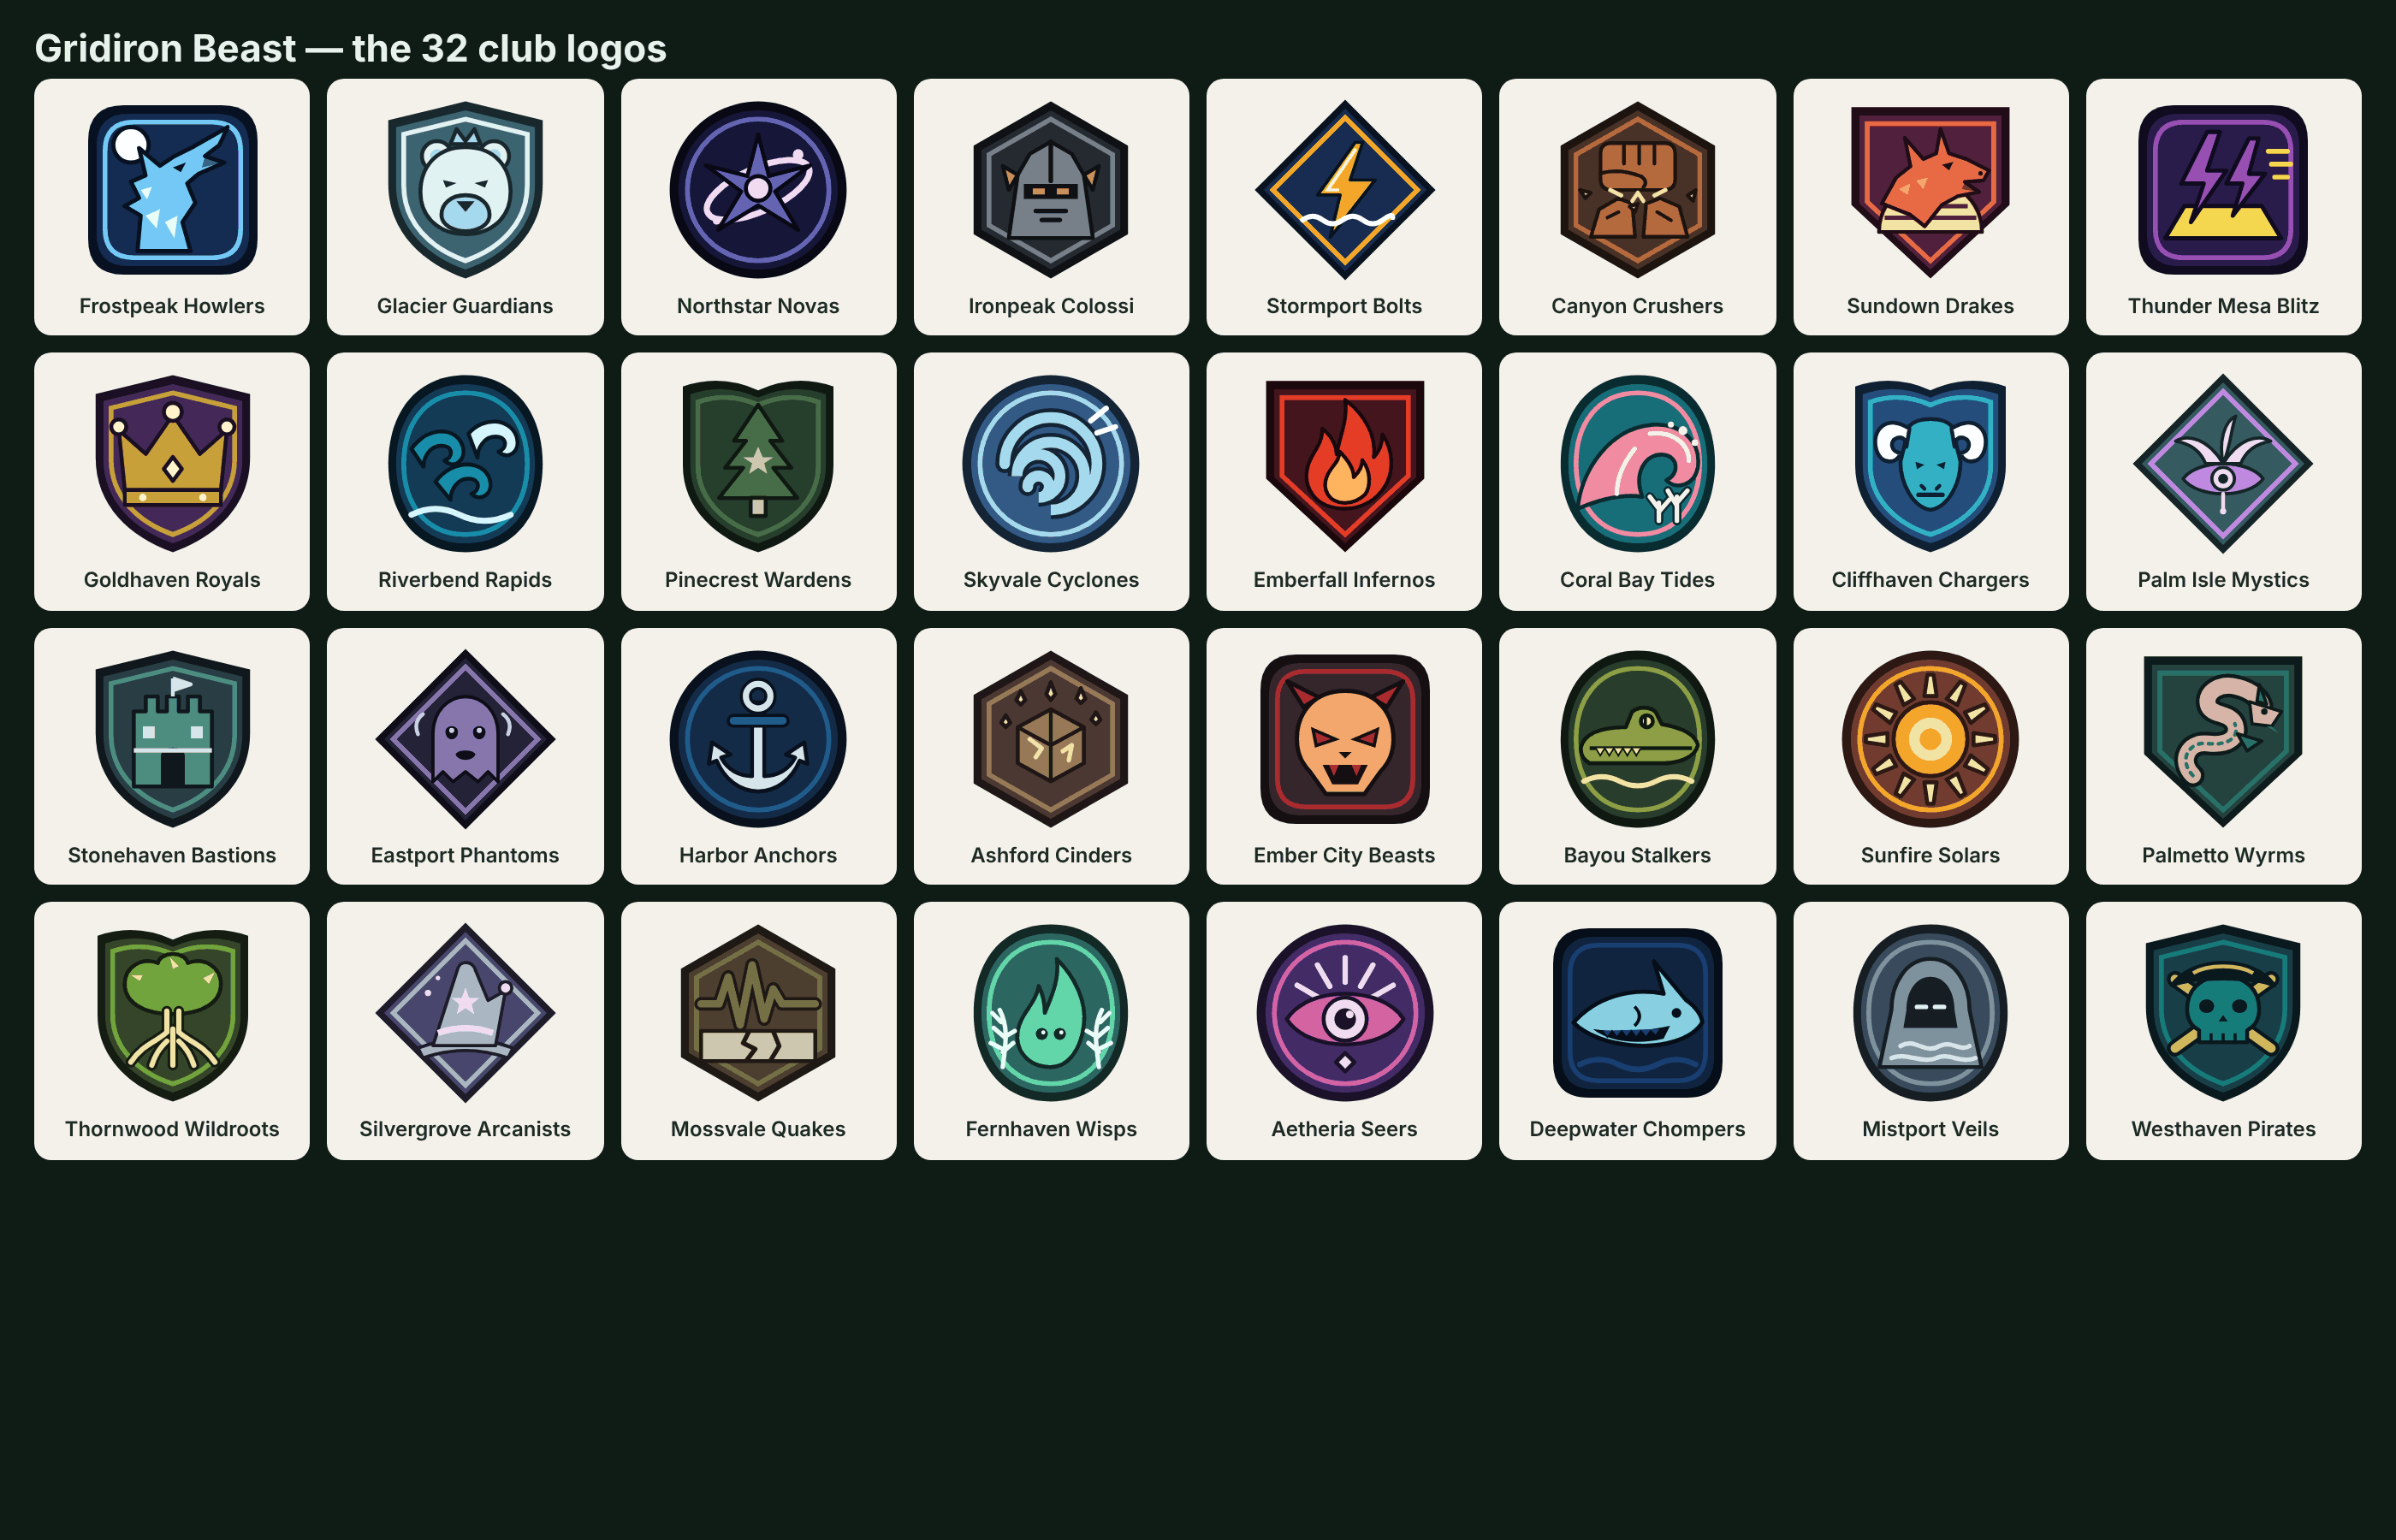 Gridiron Beast — the 32 club logos
Frostpeak Howlers
Glacier Guardians
Northstar Novas
Ironpeak Colossi
Stormport Bolts
Canyon Crushers
Sundown Drakes
Thunder Mesa Blitz
Goldhaven Royals
Riverbend Rapids
Pinecrest Wardens
Skyvale Cyclones
Emberfall Infernos
Coral Bay Tides
Cliffhaven Chargers
Palm Isle Mystics
Stonehaven Bastions
Eastport Phantoms
Harbor Anchors
Ashford Cinders
Ember City Beasts
Bayou Stalkers
Sunfire Solars
Palmetto Wyrms
Thornwood Wildroots
Silvergrove Arcanists
Mossvale Quakes
Fernhaven Wisps
Aetheria Seers
Deepwater Chompers
Mistport Veils
Westhaven Pirates